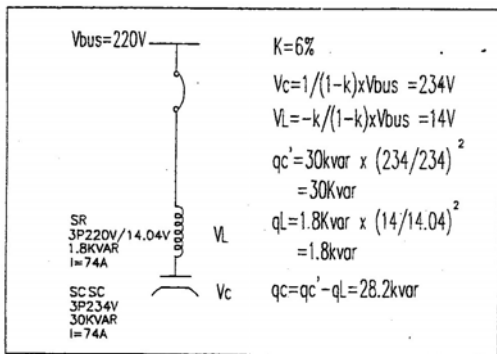 Vbus=220V
K=6%
Vc=1/(1-k)xVbus =234V
VL=-k/(1-k)xVbus =14V
qc'=30kvar x (234/234)²
=30Kvar
SR
3P220V/14.04V
1.8KVAR
I=74A
VL
qL=1.8Kvar x (14/14.04)²
=1.8kvar
SC SC
3P234V
30KVAR
I=74A
Vc
qc=qc'-qL=28.2kvar